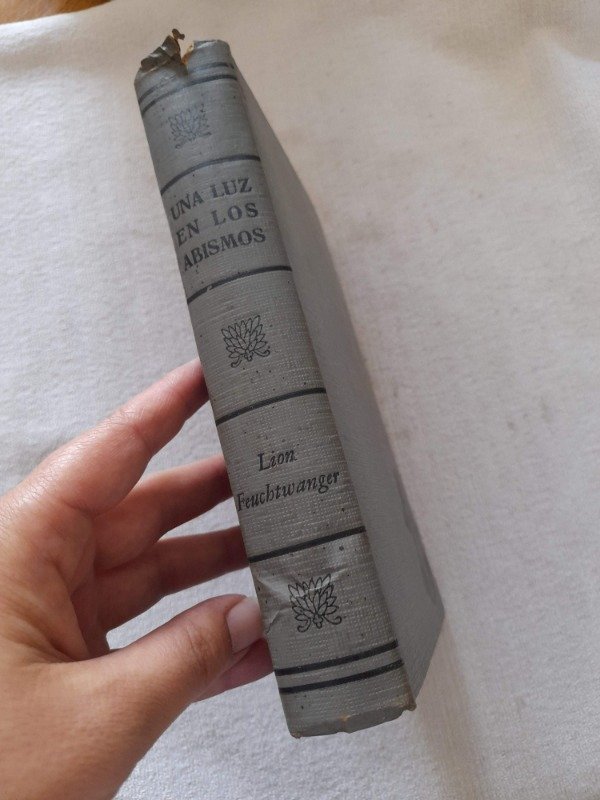 UNA LUZ
EN LOS
ABISMOS
Lion
Feuchtwanger